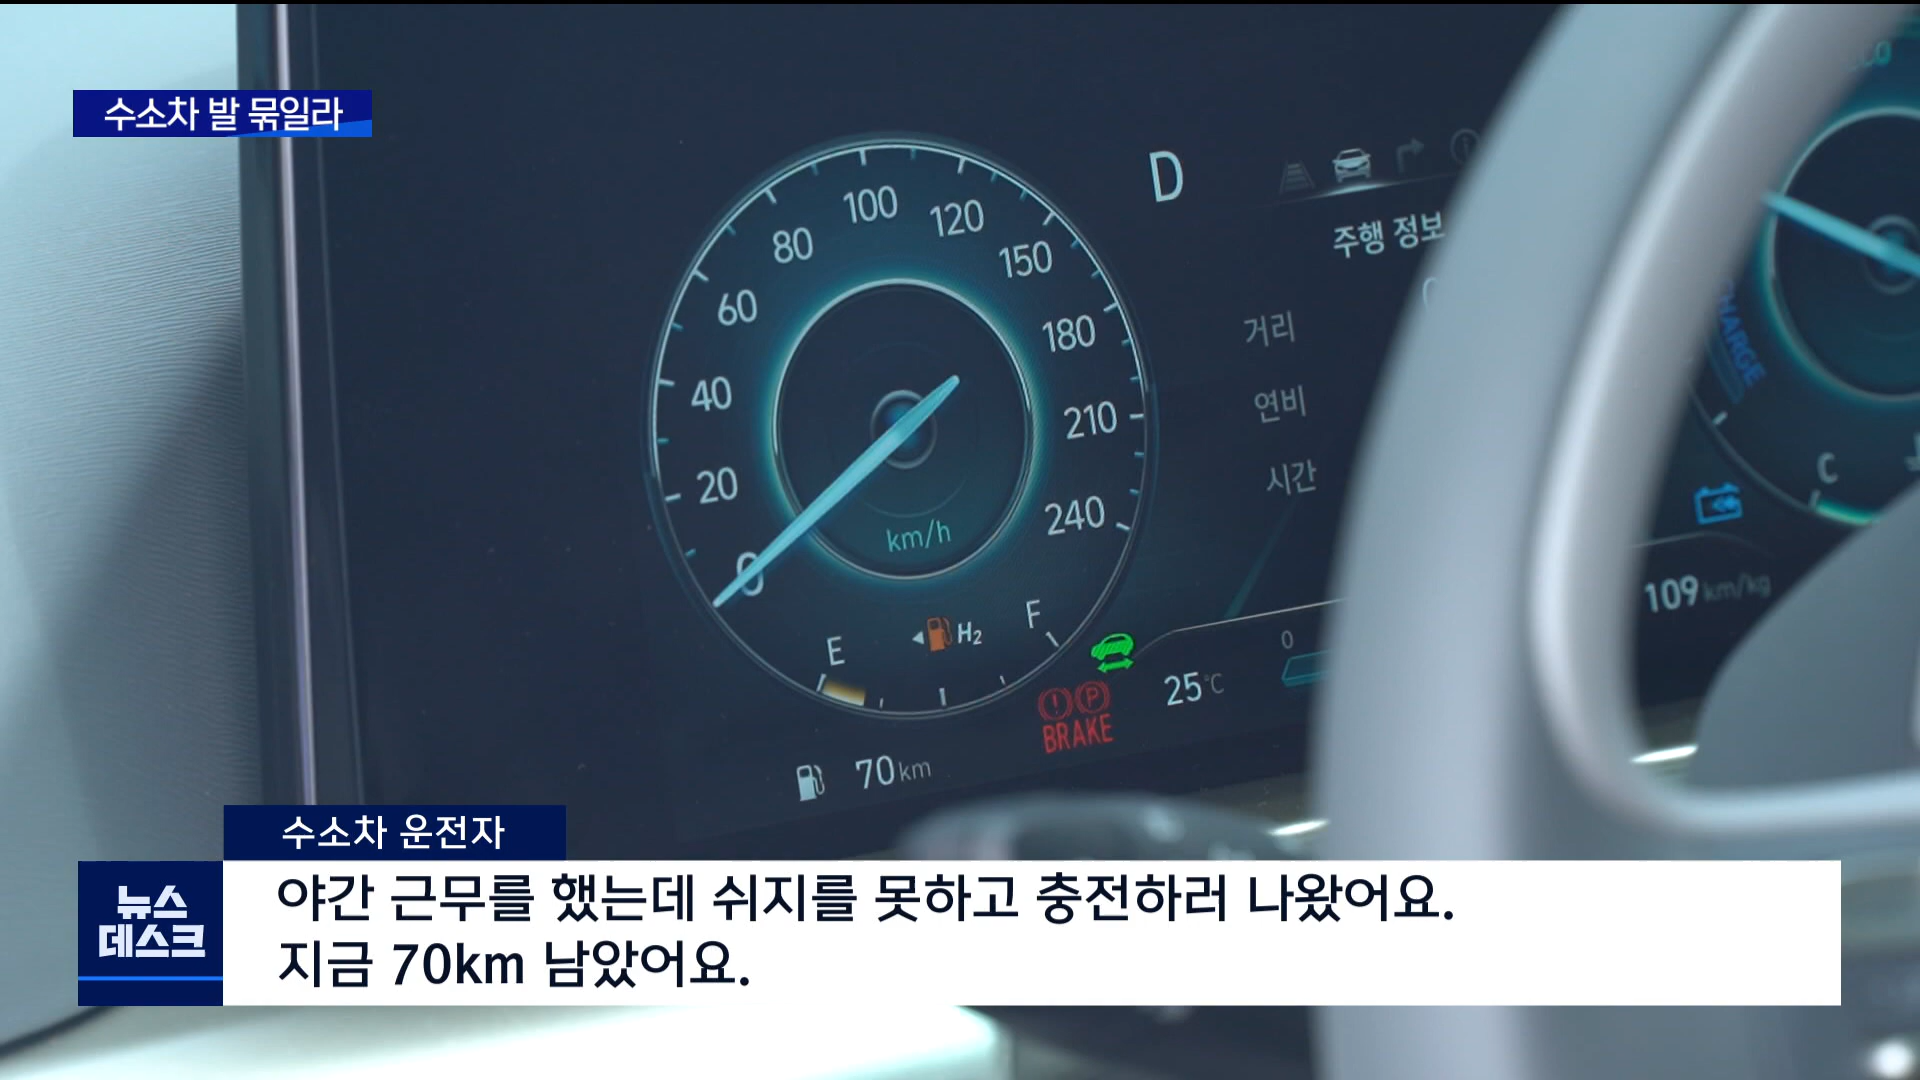 수소차 발 묶일라
D
주행 정보
거리
연비
시간
0
20
40
60
80
100
120
150
180
210
240
km/h
E
H2
F
BRAKE
25°C
0
70km
CHARGE
C
109 km/kg
수소차 운전자
뉴스
데스크
야간 근무를 했는데 쉬지를 못하고 충전하러 나왔어요.
지금 70km 남았어요.